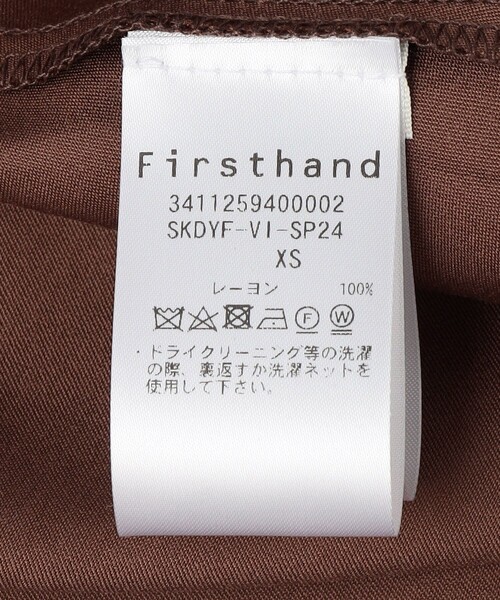 Firsthand
3411259400002
SKDYF-VI-SP24
XS
レーヨン 100%
F W
・ドライクリーニング等の洗濯
の際、裏返すか洗濯ネットを
使用して下さい。